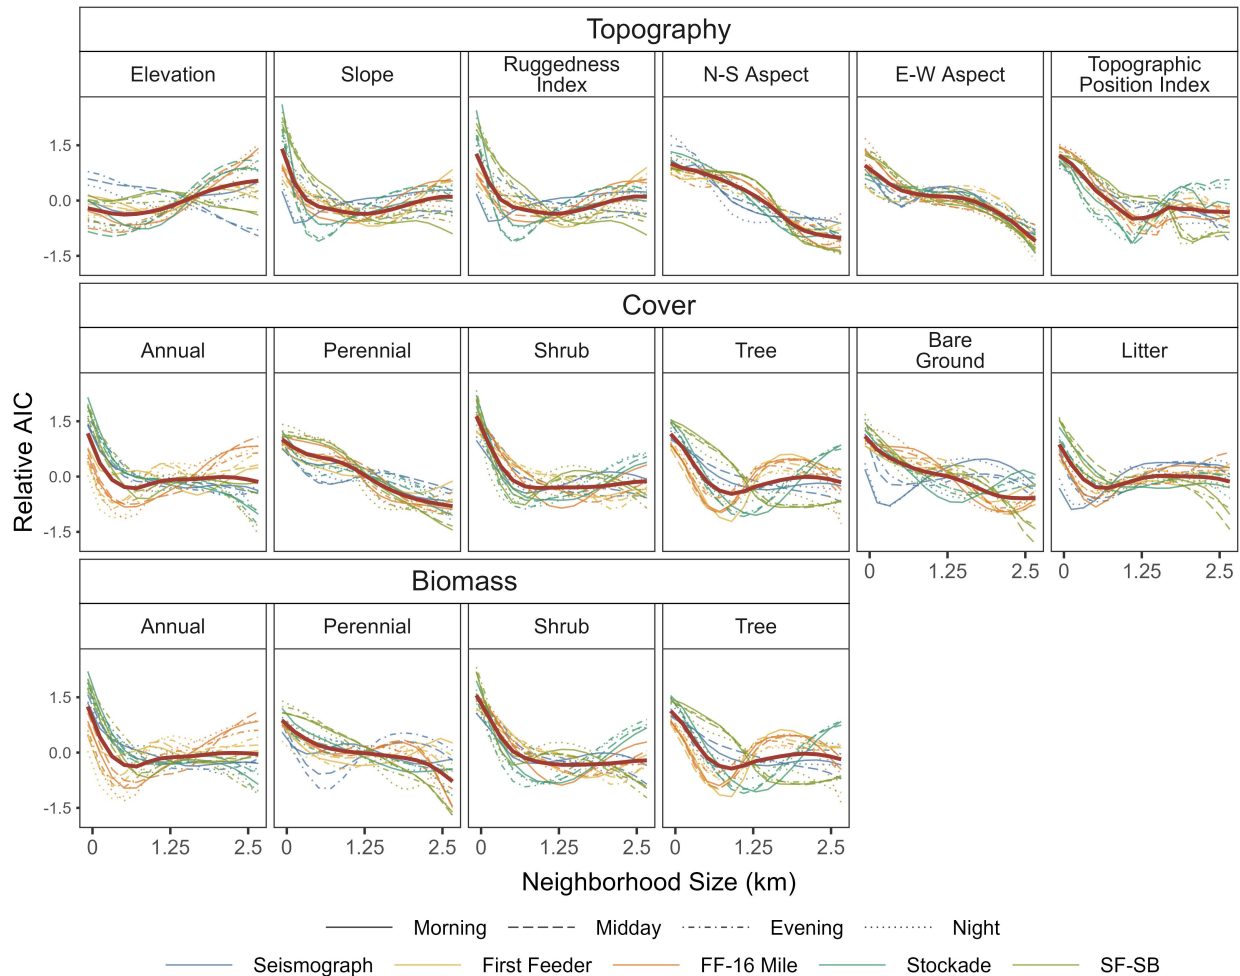 Topography
Elevation
Slope
Ruggedness
Index
N-S Aspect
E-W Aspect
Topographic
Position Index
1.5
0.0
-1.5
Cover
Annual
Perennial
Shrub
Tree
Bare
Ground
Litter
1.5
0.0
-1.5
0 1.25 2.5
0 1.25 2.5
Relative AIC
Biomass
Annual
Perennial
Shrub
Tree
1.5
0.0
-1.5
0 1.25 2.5
0 1.25 2.5
0 1.25 2.5
0 1.25 2.5
Neighborhood Size (km)
Morning Midday Evening Night
Seismograph First Feeder FF-16 Mile Stockade SF-SB